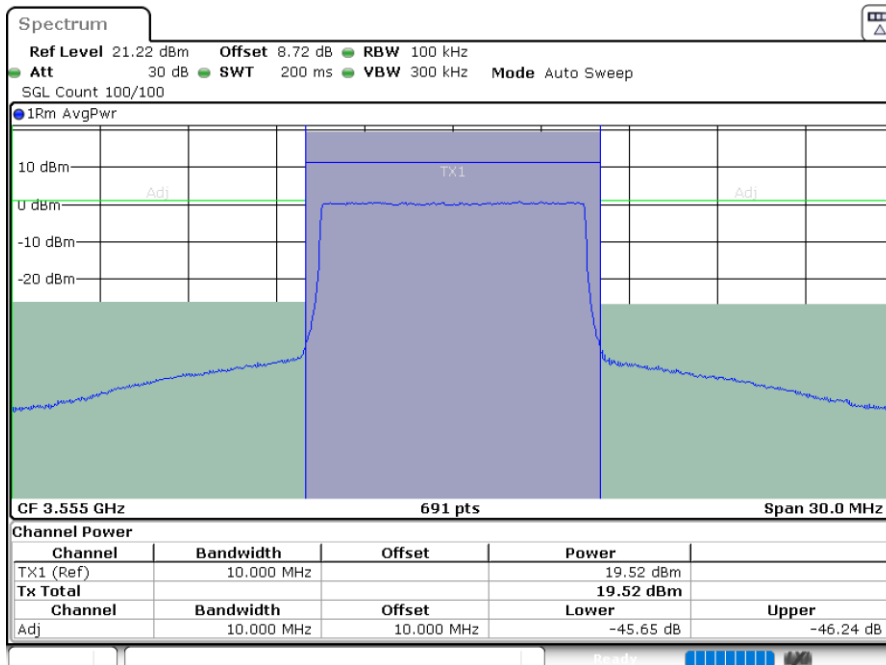 Spectrum
Ref Level 21.22 dBm Offset 8.72 dB RBW 100 kHz
Att 30 dB SWT 200 ms VBW 300 kHz Mode Auto Sweep
SGL Count 100/100
1Rm AvgPwr
10 dBm
TX1
Adj Adj
0 dBm
-10 dBm
-20 dBm
CF 3.555 GHz 691 pts Span 30.0 MHz
Channel Power
Channel Bandwidth Offset Power
TX1 (Ref) 10.000 MHz 19.52 dBm
Tx Total 19.52 dBm
Channel Bandwidth Offset Lower Upper
Adj 10.000 MHz 10.000 MHz -45.65 dB -46.24 dB
Ready